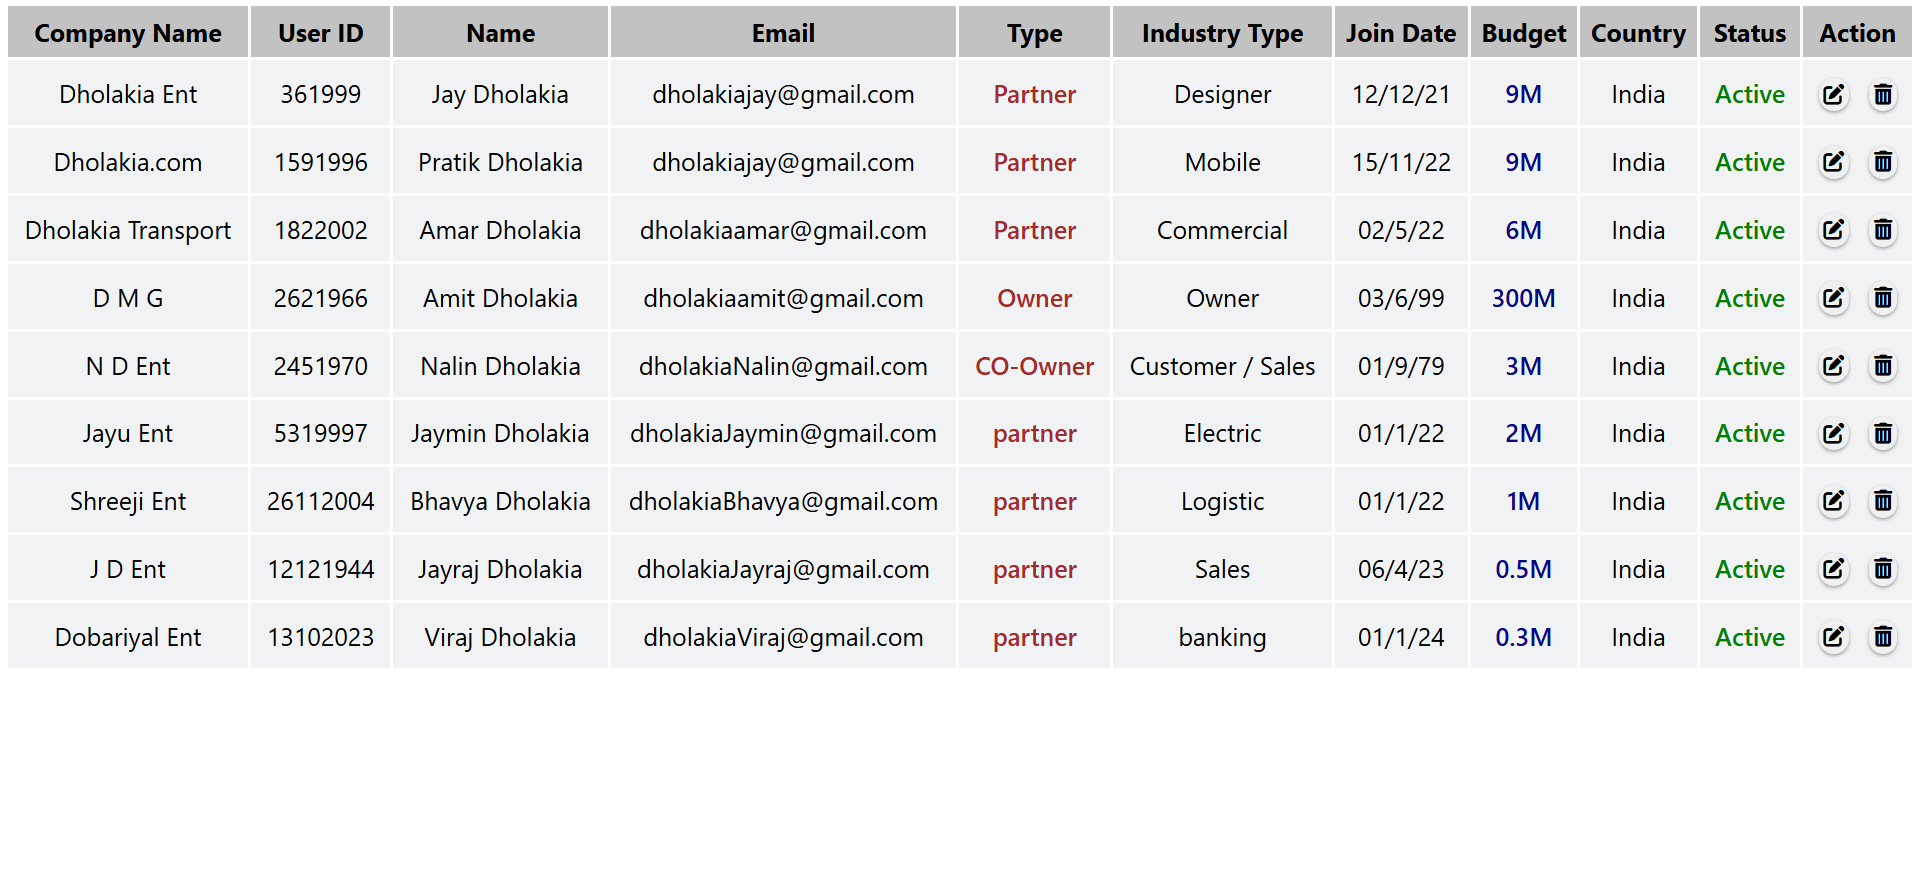 Company Name User ID Name Email Type Industry Type Join Date Budget Country Status Action
Dholakia Ent 361999 Jay Dholakia dholakiajay@gmail.com Partner Designer 12/12/21 9M India Active
Dholakia.com 1591996 Pratik Dholakia dholakiajay@gmail.com Partner Mobile 15/11/22 9M India Active
Dholakia Transport 1822002 Amar Dholakia dholakiaamar@gmail.com Partner Commercial 02/5/22 6M India Active
D M G 2621966 Amit Dholakia dholakiaamit@gmail.com Owner Owner 03/6/99 300M India Active
N D Ent 2451970 Nalin Dholakia dholakiaNalin@gmail.com CO-Owner Customer / Sales 01/9/79 3M India Active
Jayu Ent 5319997 Jaymin Dholakia dholakiaJaymin@gmail.com partner Electric 01/1/22 2M India Active
Shreeji Ent 26112004 Bhavya Dholakia dholakiaBhavya@gmail.com partner Logistic 01/1/22 1M India Active
J D Ent 12121944 Jayraj Dholakia dholakiaJayraj@gmail.com partner Sales 06/4/23 0.5M India Active
Dobariyal Ent 13102023 Viraj Dholakia dholakiaViraj@gmail.com partner banking 01/1/24 0.3M India Active